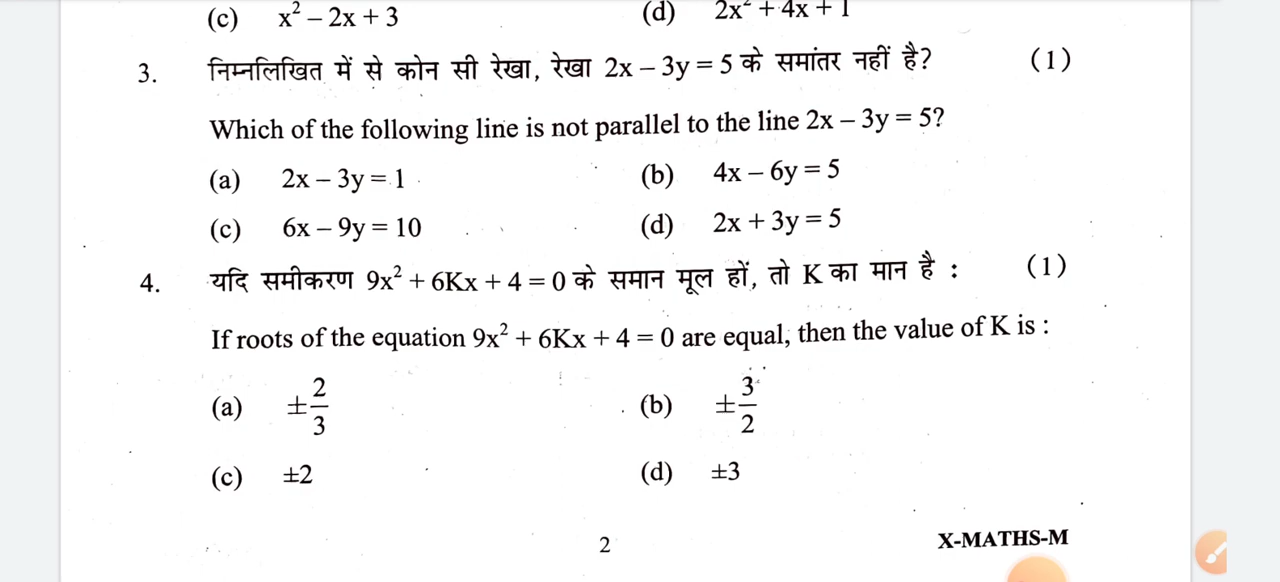 (c) x² – 2x + 3 (d) 2x² + 4x + 1
3. निम्नलिखित में से कोन सी रेखा, रेखा 2x – 3y = 5 के समांतर नहीं है? (1)
Which of the following line is not parallel to the line 2x – 3y = 5?
(a) 2x – 3y = 1 (b) 4x – 6y = 5
(c) 6x – 9y = 10 (d) 2x + 3y = 5
4. यदि समीकरण 9x² + 6Kx + 4 = 0 के समान मूल हों, तो K का मान है : (1)
If roots of the equation 9x² + 6Kx + 4 = 0 are equal, then the value of K is :
(a) ±2/3 (b) ±3/2
(c) ±2 (d) ±3
2 X-MATHS-M